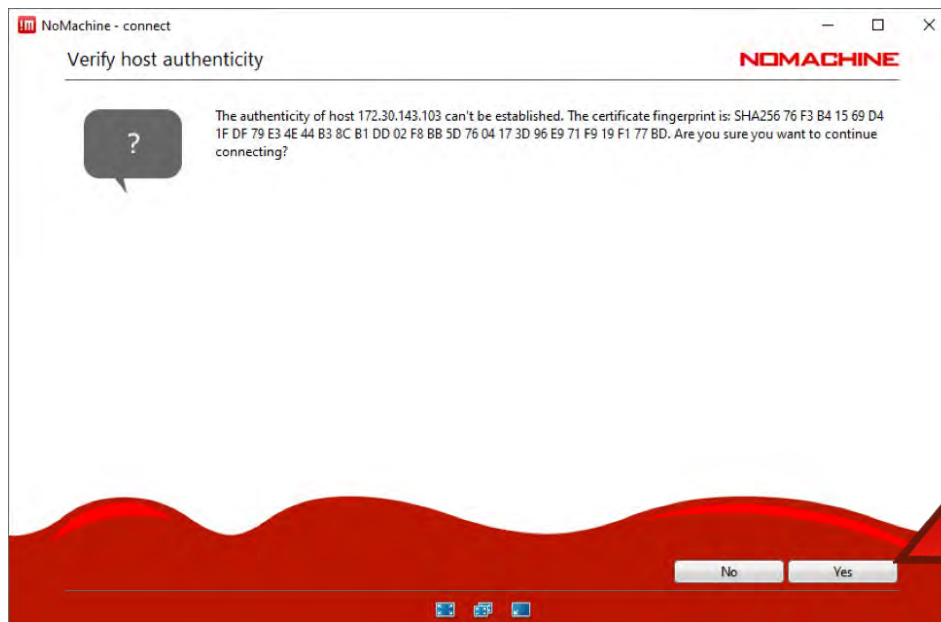 !m NoMachine - connect
Verify host authenticity
NOMACHINE
?
The authenticity of host 172.30.143.103 can't be established. The certificate fingerprint is: SHA256 76 F3 B4 15 69 D4
1F DF 79 E3 4E 44 B3 8C B1 DD 02 F8 BB 5D 76 04 17 3D 96 E9 71 F9 19 F1 77 BD. Are you sure you want to continue
connecting?
No
Yes